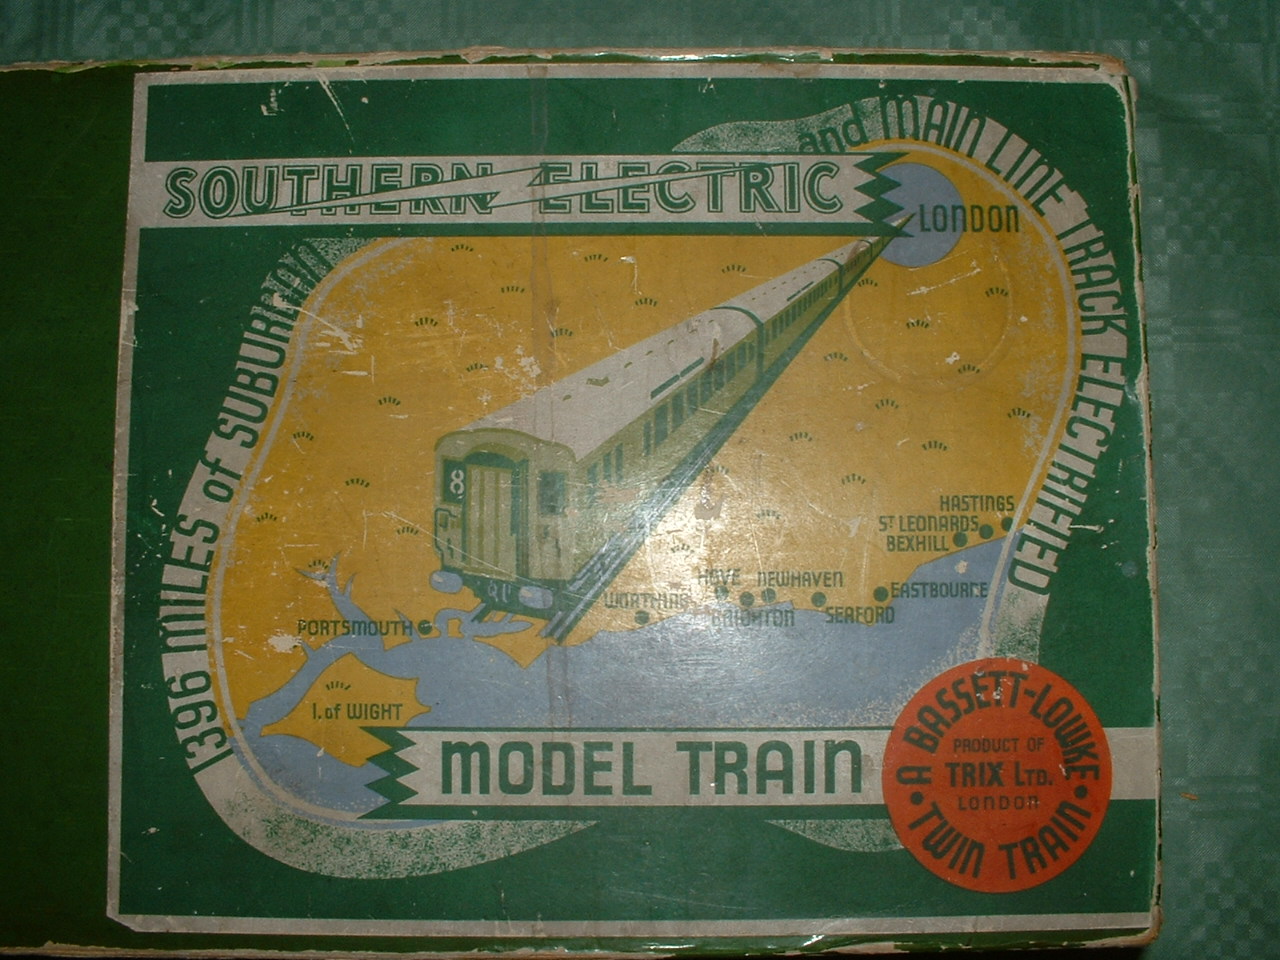 SOUTHERN ELECTRIC
1396 MILES of SUBURBAN
and MAIN LINE TRACK ELECTRIFIED
LONDON
8
HASTINGS
ST LEONARDS
BEXHILL
HOVE NEWHAVEN
EASTBOURNE
WORTHING
BRIGHTON SEAFORD
PORTSMOUTH
I. of WIGHT
MODEL TRAIN
A BASSETT-LOWKE
PRODUCT OF
TRIX LTD.
LONDON
TWIN TRAIN